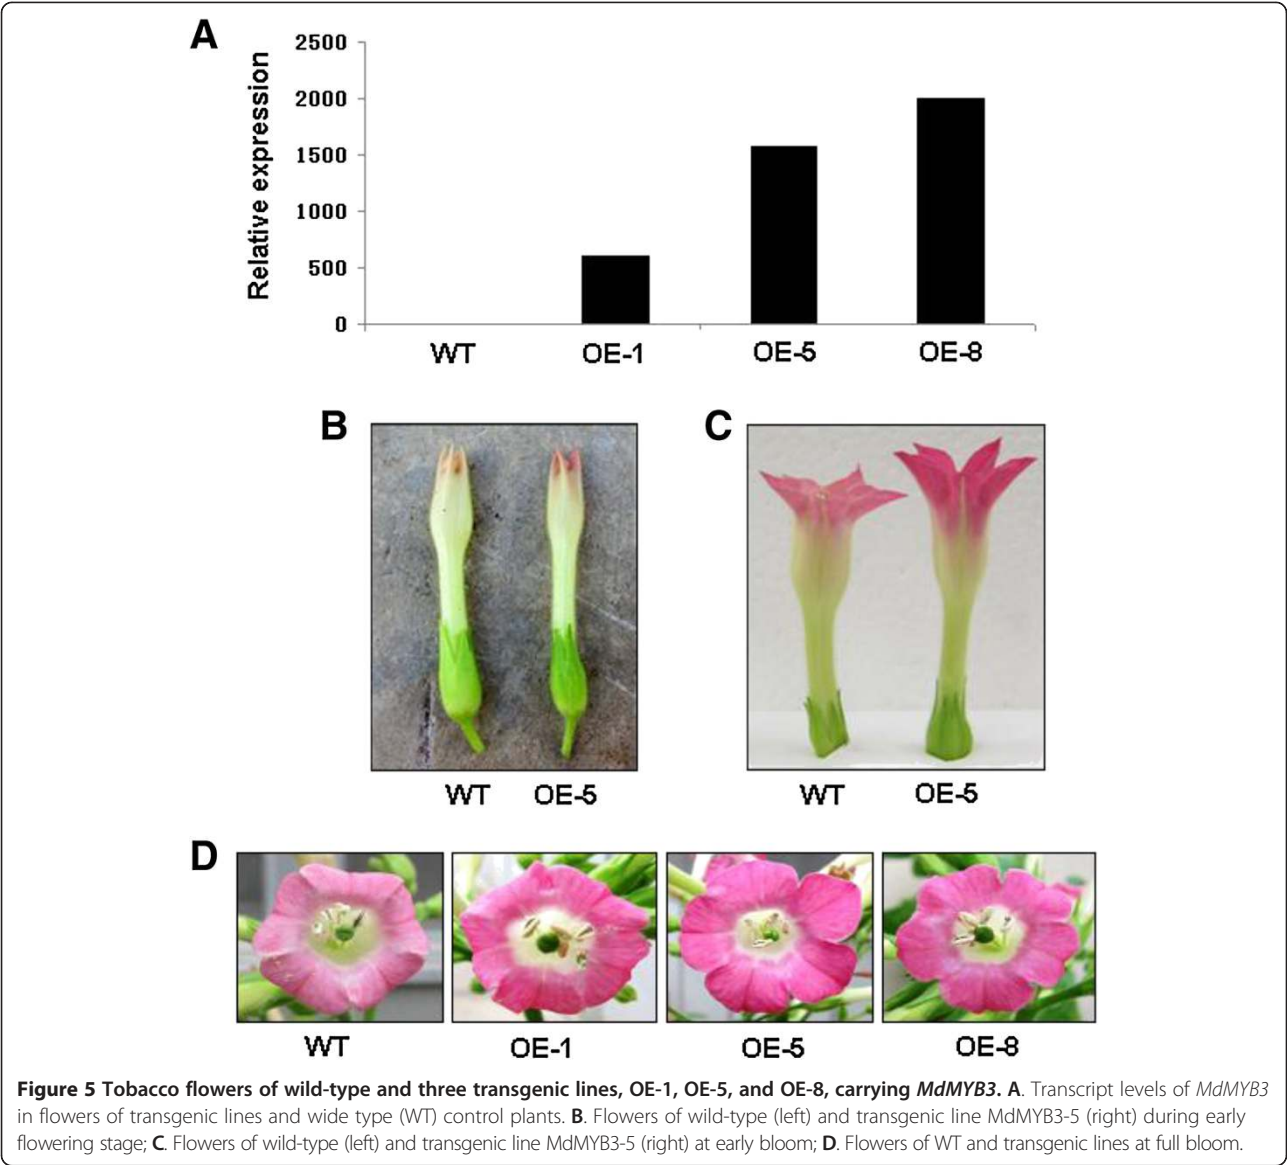 A
2500
2000
1500
1000
500
0
Relative expression
WT OE-1 OE-5 OE-8
B
C
WT OE-5
WT OE-5
D
WT OE-1 OE-5 OE-8
Figure 5 Tobacco flowers of wild-type and three transgenic lines, OE-1, OE-5, and OE-8, carrying MdMYB3. A. Transcript levels of MdMYB3
in flowers of transgenic lines and wide type (WT) control plants. B. Flowers of wild-type (left) and transgenic line MdMYB3-5 (right) during early
flowering stage; C. Flowers of wild-type (left) and transgenic line MdMYB3-5 (right) at early bloom; D. Flowers of WT and transgenic lines at full bloom.